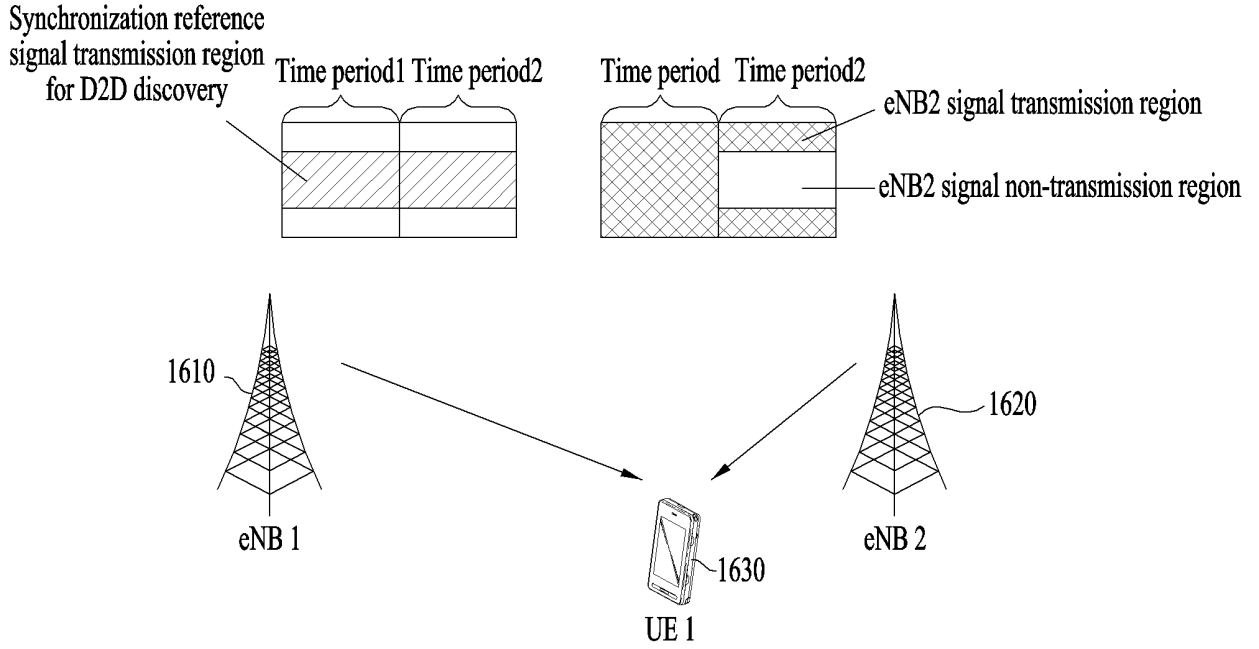 Synchronization reference
signal transmission region
for D2D discovery
Time period1 Time period2
Time period Time period2
eNB2 signal transmission region
eNB2 signal non-transmission region
1610
1620
eNB 1
eNB 2
1630
UE 1